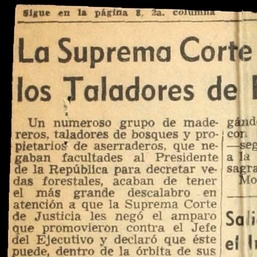 Sigue en la página 8, 2a. columna
La Suprema Corte
los Taladores de
Un numeroso grupo de made-
reros, taladores de bosques y pro-
pietarios de aserraderos, que ne-
gaban facultades al Presidente
de la República para decretar ve-
das forestales, acaban de tener
el más grande descalabro en
atención a que la Suprema Corte
de Justicia les negó el amparo
que promovieron contra el Jefe
del Ejecutivo y declaró que éste
puede, dentro de la órbita de sus
gánd
cor.
—seg
a la
sagra
Mo
Sali
el I